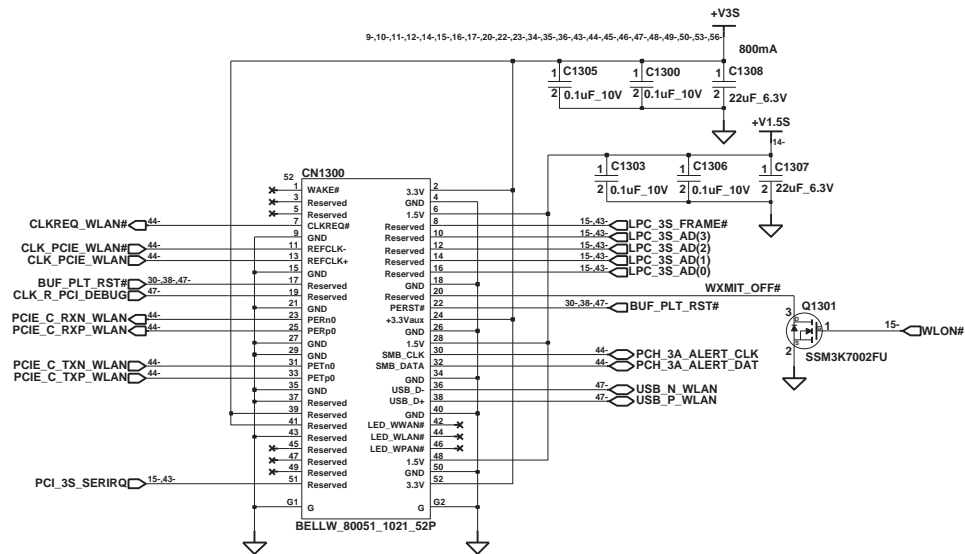 +V3S
9-,10-,11-,12-,14-,15-,16-,17-,20-,22-,23-,34-,35-,36-,43-,44-,45-,46-,47-,48-,49-,50-,53-,56-
800mA
1 C1305 1 C1300 1 C1308
2 0.1uF_10V 2 0.1uF_10V 2 22uF_6.3V
+V1.5S
14-
1 C1303 1 C1306 1 C1307
2 0.1uF_10V 2 0.1uF_10V 2 22uF_6.3V
CN1300
52
1 WAKE# 3.3V 2
3 Reserved GND 4
5 Reserved 1.5V 6
CLKREQ_WLAN# 44- 7 CLKREQ# Reserved 8 15-,43- LPC_3S_FRAME#
9 GND Reserved 10 15-,43- LPC_3S_AD(3)
CLK_PCIE_WLAN# 44- 11 REFCLK- Reserved 12 15-,43- LPC_3S_AD(2)
CLK_PCIE_WLAN 44- 13 REFCLK+ Reserved 14 15-,43- LPC_3S_AD(1)
15 GND Reserved 16 15-,43- LPC_3S_AD(0)
BUF_PLT_RST# 30-,38-,47- 17 Reserved GND 18
CLK_R_PCI_DEBUG 47- 19 Reserved Reserved 20 WXMIT_OFF#
21 GND PERST# 22 30-,38-,47- BUF_PLT_RST#
PCIE_C_RXN_WLAN 44- 23 PERn0 +3.3Vaux 24
PCIE_C_RXP_WLAN 44- 25 PERp0 GND 26
27 GND 1.5V 28
29 GND SMB_CLK 30 44- PCH_3A_ALERT_CLK
PCIE_C_TXN_WLAN 44- 31 PETn0 SMB_DATA 32 44- PCH_3A_ALERT_DAT
PCIE_C_TXP_WLAN 44- 33 PETp0 GND 34
35 GND USB_D- 36 47- USB_N_WLAN
37 Reserved USB_D+ 38 47- USB_P_WLAN
39 Reserved GND 40
41 Reserved LED_WWAN# 42
43 Reserved LED_WLAN# 44
45 Reserved LED_WPAN# 46
47 Reserved 1.5V 48
49 Reserved GND 50
PCI_3S_SERIRQ 15-,43- 51 Reserved 3.3V 52
G1 G G G2
BELLW_80051_1021_52P
Q1301
3 D
G 1 15- WLON#
S
2
SSM3K7002FU